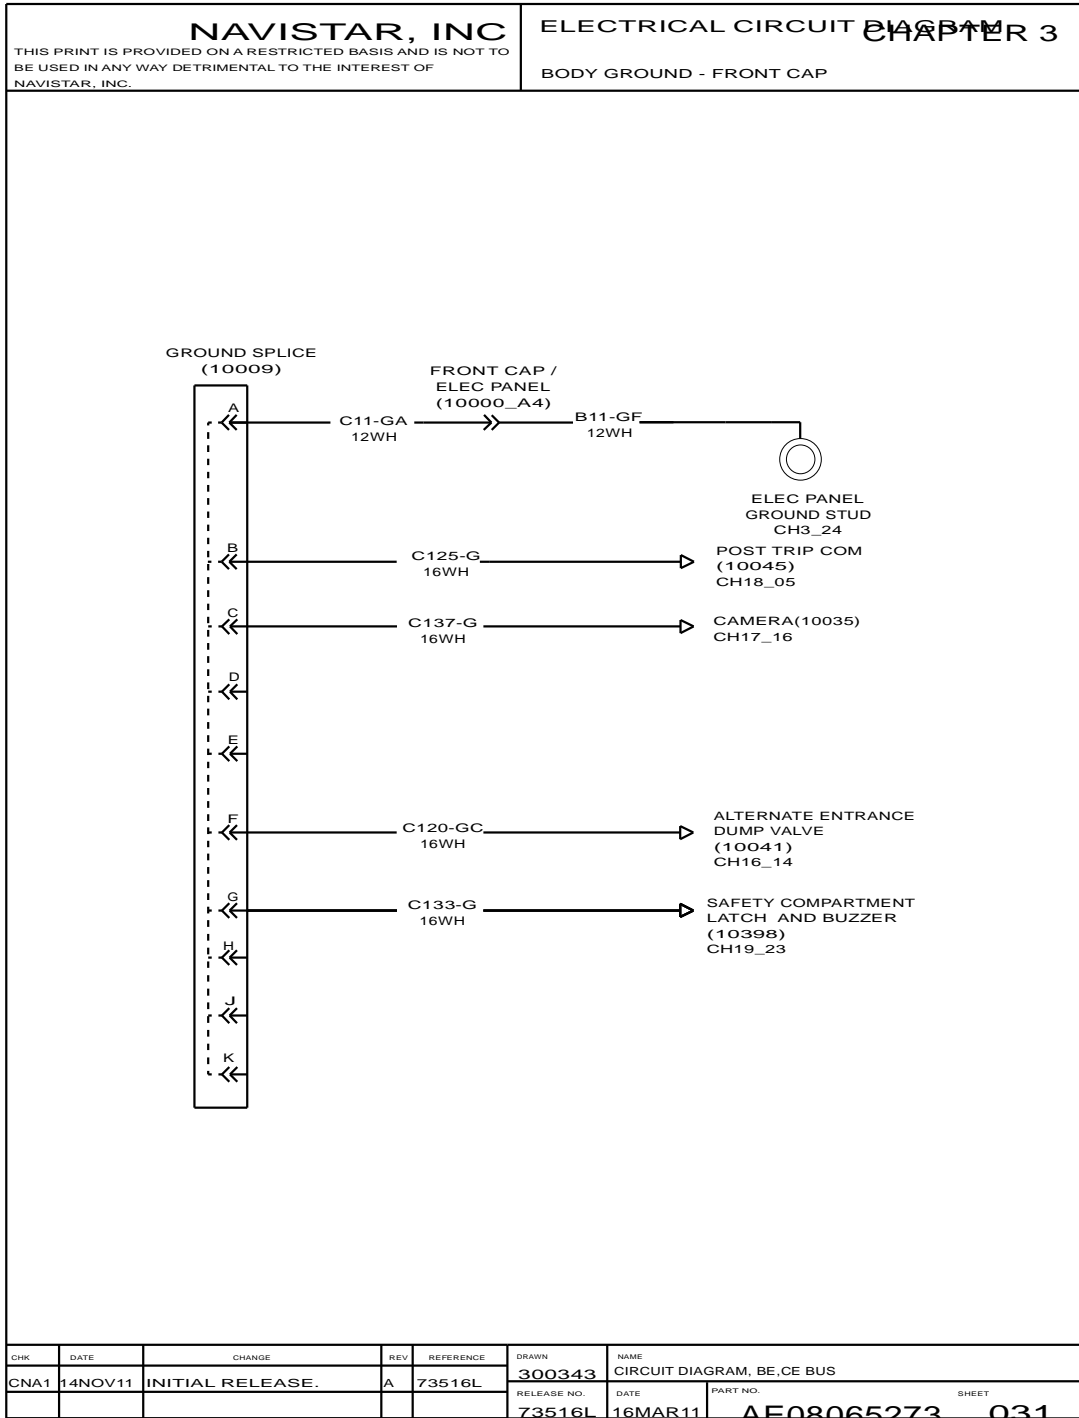 NAVISTAR, INC
THIS PRINT IS PROVIDED ON A RESTRICTED BASIS AND IS NOT TO
BE USED IN ANY WAY DETRIMENTAL TO THE INTEREST OF
NAVISTAR, INC.
ELECTRICAL CIRCUIT DIAGRAM
CHAPTER 3
BODY GROUND - FRONT CAP
GROUND SPLICE
(10009)
FRONT CAP /
ELEC PANEL
(10000_A4)
A
C11-GA
12WH
B11-GF
12WH
ELEC PANEL
GROUND STUD
CH3_24
B
C125-G
16WH
POST TRIP COM
(10045)
CH18_05
C
C137-G
16WH
CAMERA(10035)
CH17_16
D
E
F
C120-GC
16WH
ALTERNATE ENTRANCE
DUMP VALVE
(10041)
CH16_14
G
C133-G
16WH
SAFETY COMPARTMENT
LATCH AND BUZZER
(10398)
CH19_23
H
J
K
CHK DATE CHANGE REV REFERENCE
CNA1 14NOV11 INITIAL RELEASE. A 73516L
DRAWN
300343
NAME
CIRCUIT DIAGRAM, BE,CE BUS
RELEASE NO.
73516L
DATE
16MAR11
PART NO.
AE08065273
SHEET
031